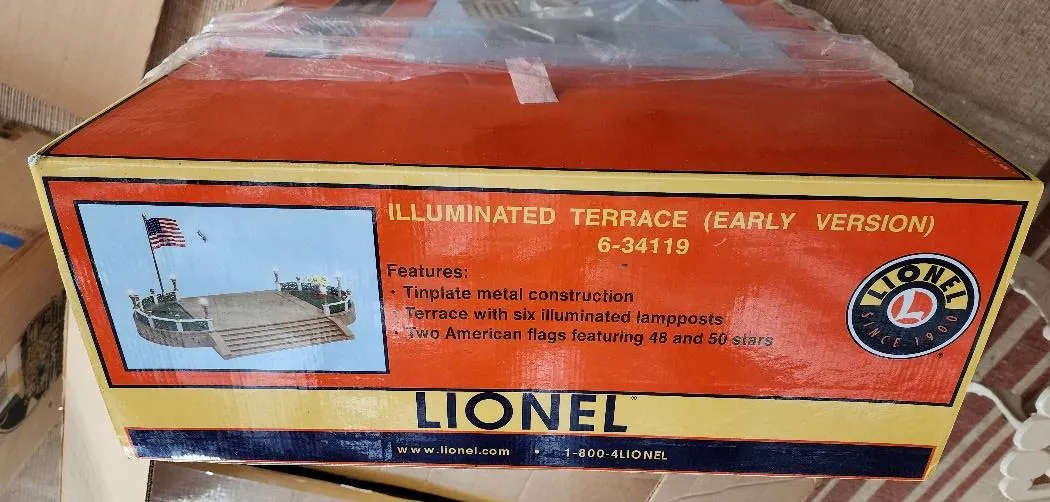 ILLUMINATED TERRACE (EARLY VERSION)
6-34119
Features:
· Tinplate metal construction
Terrace with six illuminated lampposts
· Two American flags featuring 48 and 50 stars
LIONEL
L
SINCE 1900
®
LIONEL®
www.lionel.com • 1-800-4LIONEL